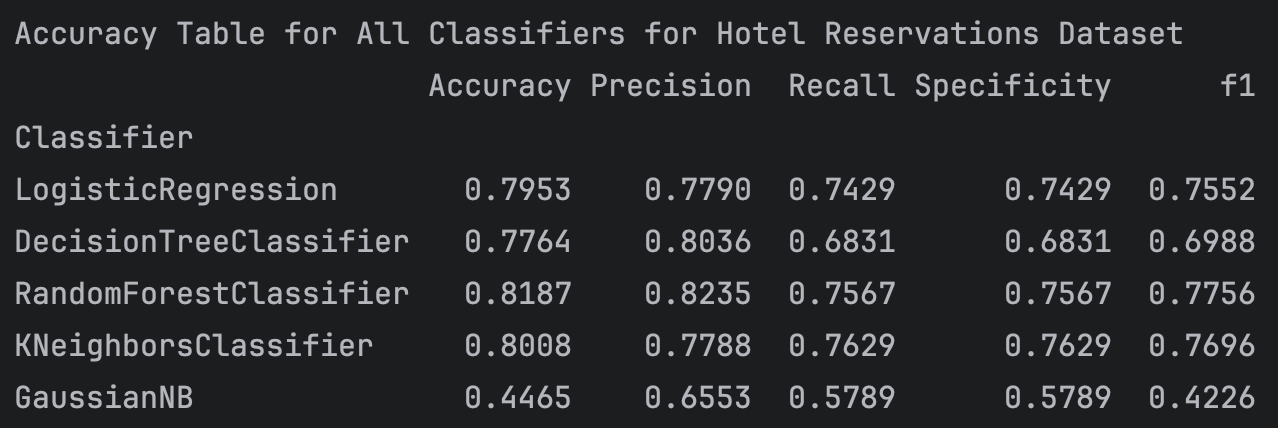 Accuracy Table for All Classifiers for Hotel Reservations Dataset
Accuracy Precision Recall Specificity f1
Classifier
LogisticRegression 0.7953 0.7790 0.7429 0.7429 0.7552
DecisionTreeClassifier 0.7764 0.8036 0.6831 0.6831 0.6988
RandomForestClassifier 0.8187 0.8235 0.7567 0.7567 0.7756
KNeighborsClassifier 0.8008 0.7788 0.7629 0.7629 0.7696
GaussianNB 0.4465 0.6553 0.5789 0.5789 0.4226